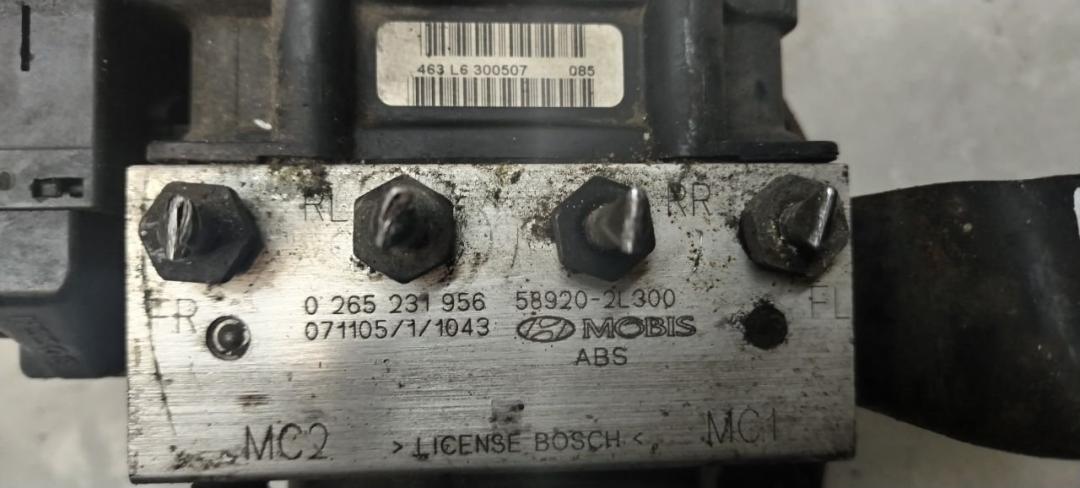 463 L6 300507 085
RL RR
FR FL
0 265 231 956 58920-2L300
071105/1/1043 MOBIS
ABS
MC2 >LICENSE BOSCH< MC1